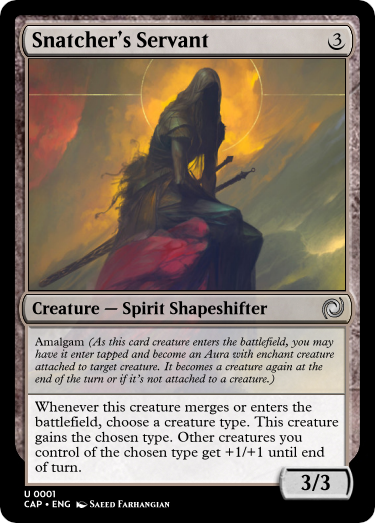 Snatcher's Servant 3
Creature — Spirit Shapeshifter
Amalgam (As this card creature enters the battlefield, you may
have it enter tapped and become an Aura with enchant creature
attached to target creature. It becomes a creature again at the
end of the turn or if it's not attached to a creature.)
Whenever this creature merges or enters the
battlefield, choose a creature type. This creature
gains the chosen type. Other creatures you
control of the chosen type get +1/+1 until end
of turn.
3/3
U 0001
CAP • ENG Saeed Farhangian